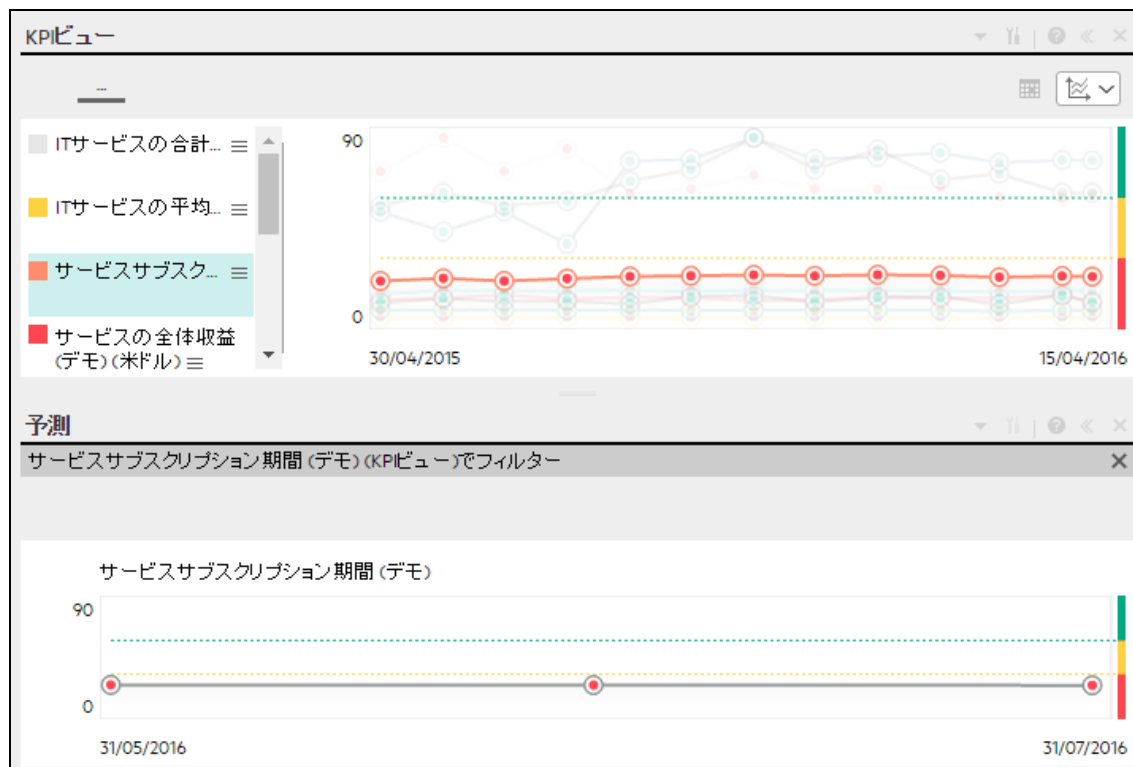 KPIビュー
...
ITサービスの合計...
ITサービスの平均...
サービスサブスク...
サービスの全体収益
(デモ)(米ドル)
90
0
30/04/2015
15/04/2016
予測
サービスサブスクリプション期間 (デモ) (KPIビュー)でフィルター
サービスサブスクリプション期間 (デモ)
90
0
31/05/2016
31/07/2016